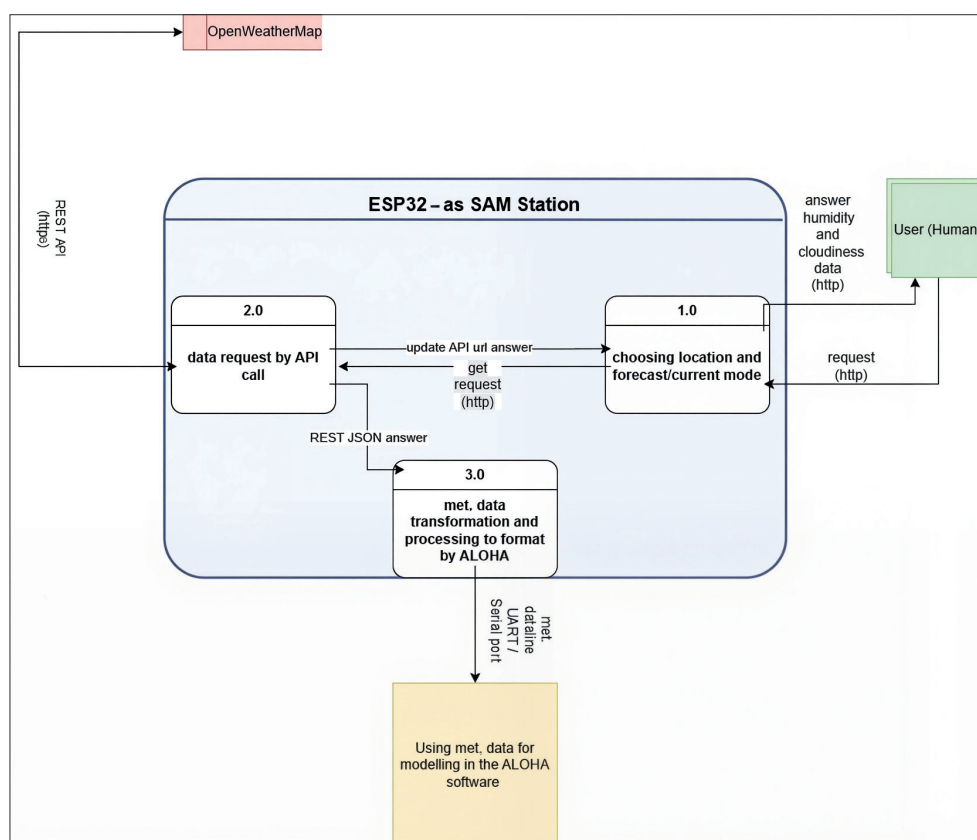 OpenWeatherMap
REST API
(https)
ESP32 – as SAM Station
answer
humidity
and
cloudiness
data
(http)
User (Human
2.0
data request by API
call
update API url answer
get
request
(http)
1.0
choosing location and
forecast/current mode
request
(http)
REST JSON answer
3.0
met, data
transformation and
processing to format
by ALOHA
met.
dataline
UART /
Serial port
Using met, data for
modelling in the ALOHA
software